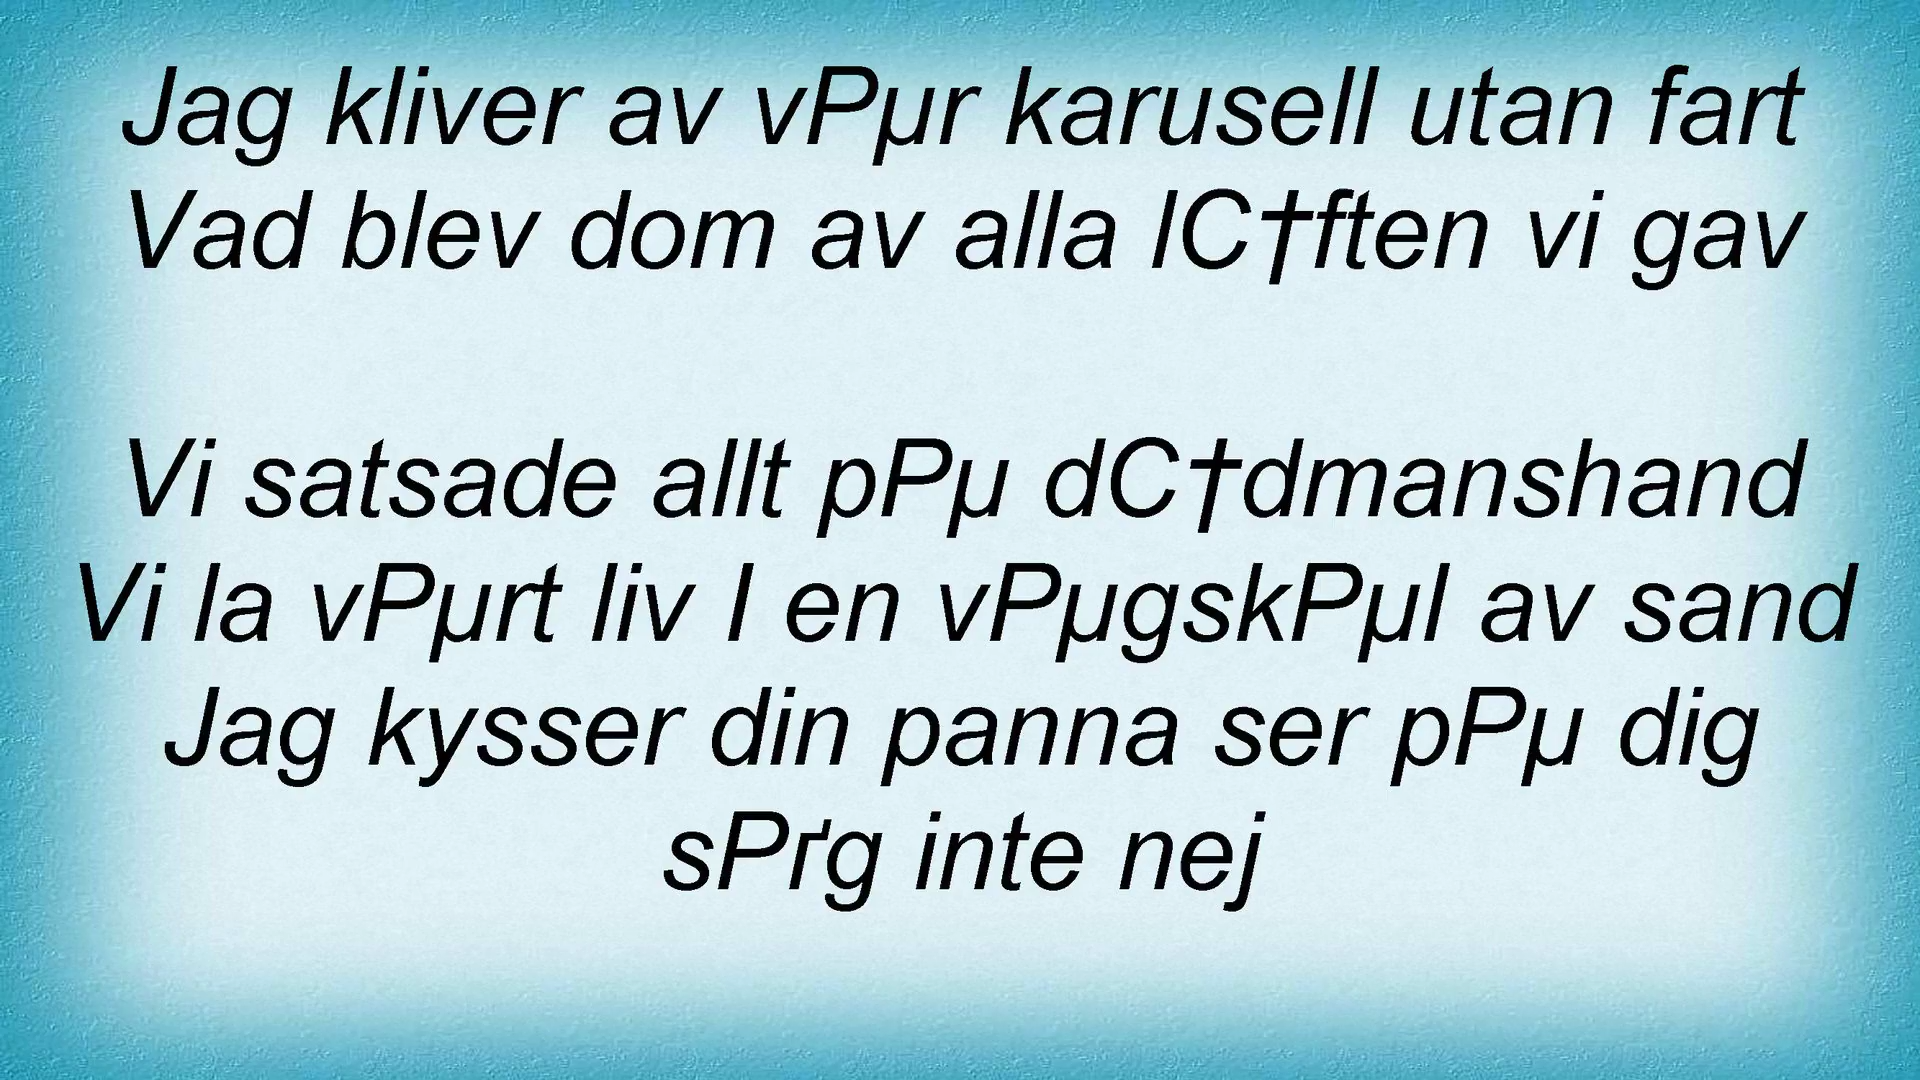 Jag kliver av vPµr karusell utan fart
Vad blev dom av alla lC†ften vi gav
Vi satsade allt pPµ dC†dmanshand
Vi la vPµrt liv I en vPµgskPµl av sand
Jag kysser din panna ser pPµ dig
sPґg inte nej